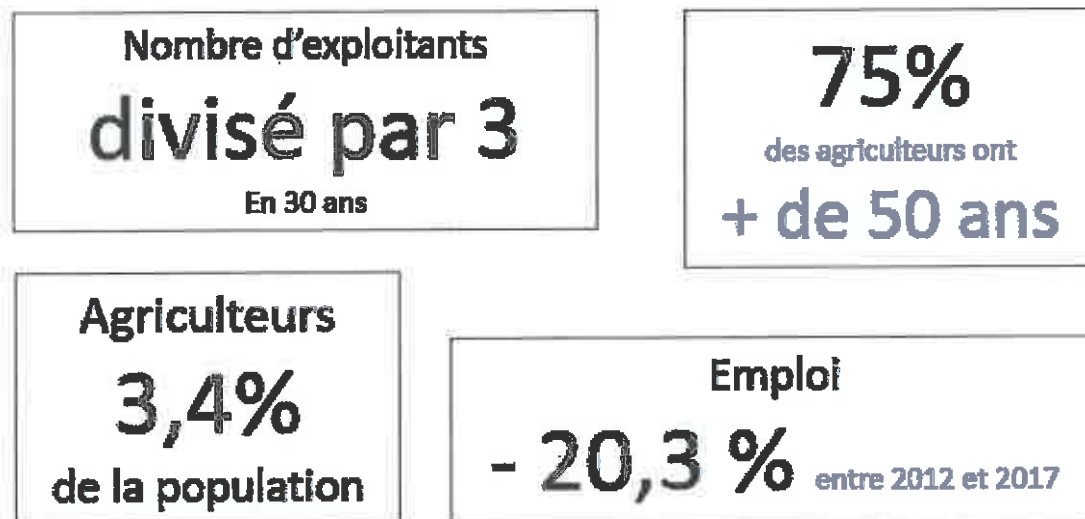 Nombre d'exploitants
divisé par 3
En 30 ans
75%
des agriculteurs ont
+ de 50 ans
Agriculteurs
3,4%
de la population
Emploi
- 20,3 % entre 2012 et 2017